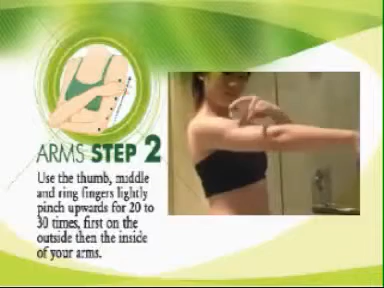 ARMS STEP 2
Use the thumb, middle
and ring fingers lightly
pinch upwards for 20 to
30 times, first on the
outside then the inside
of your arms.